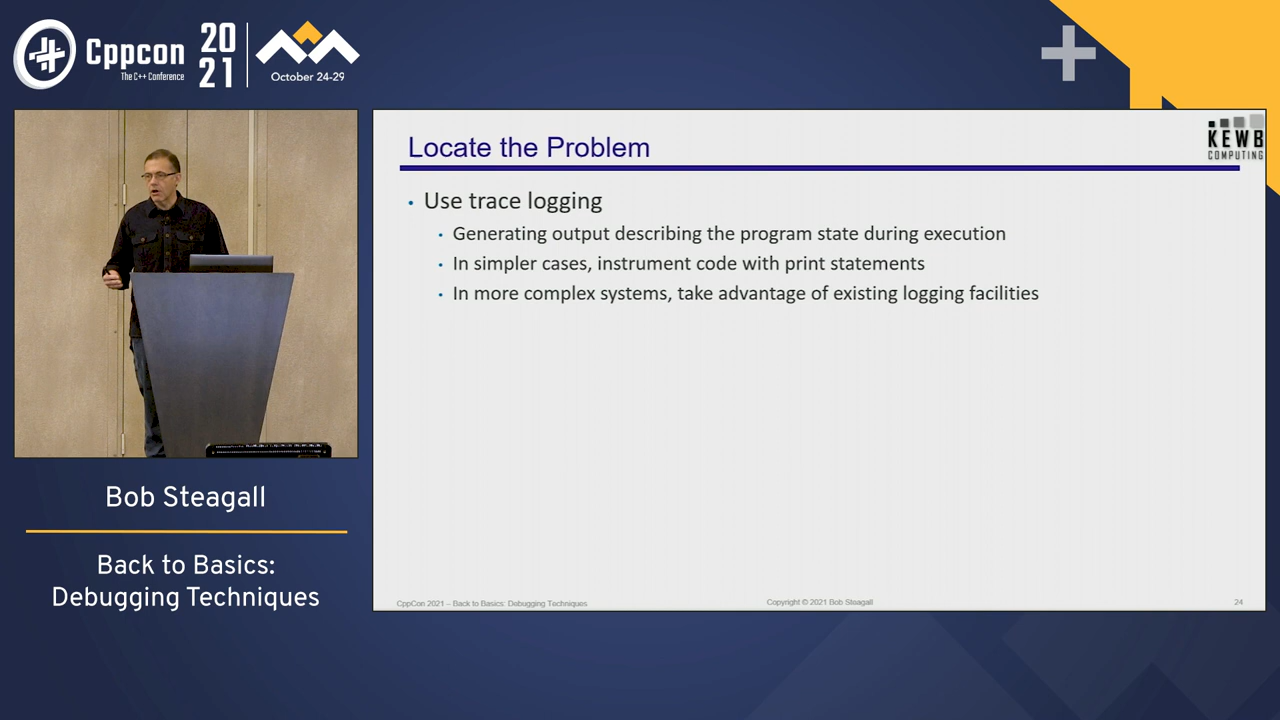 Cppcon
The C++ Conference
20
21
October 24-29
KEWB
COMPUTING
Locate the Problem
• Use trace logging
• Generating output describing the program state during execution
• In simpler cases, instrument code with print statements
• In more complex systems, take advantage of existing logging facilities
CppCon 2021 – Back to Basics: Debugging Techniques
Copyright © 2021 Bob Steagall
24
Bob Steagall
Back to Basics:
Debugging Techniques